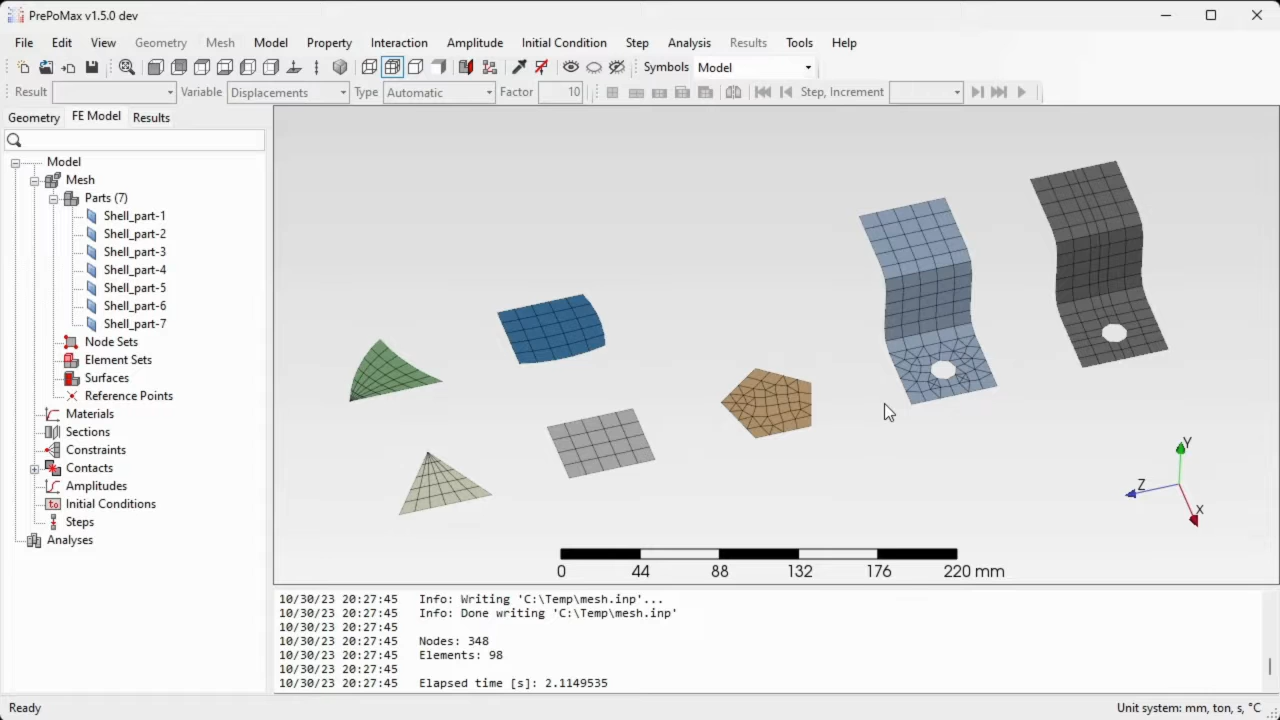 PrePoMax v1.5.0 dev
File Edit View Geometry Mesh Model Property Interaction Amplitude Initial Condition Step Analysis Results Tools Help
Symbols Model
Result Variable Displacements Type Automatic Factor 10 Step, Increment
Geometry FE Model Results
Model
Mesh
Parts (7)
Shell_part-1
Shell_part-2
Shell_part-3
Shell_part-4
Shell_part-5
Shell_part-6
Shell_part-7
Node Sets
Element Sets
Surfaces
Reference Points
Materials
Sections
Constraints
Contacts
Amplitudes
Initial Conditions
Steps
Analyses
Y
Z
X
0 44 88 132 176 220 mm
10/30/23 20:27:45 Info: Writing 'C:\Temp\mesh.inp'...
10/30/23 20:27:45 Info: Done writing 'C:\Temp\mesh.inp'
10/30/23 20:27:45
10/30/23 20:27:45 Nodes: 348
10/30/23 20:27:45 Elements: 98
10/30/23 20:27:45
10/30/23 20:27:45 Elapsed time [s]: 2.1149535
Ready
Unit system: mm, ton, s, °C